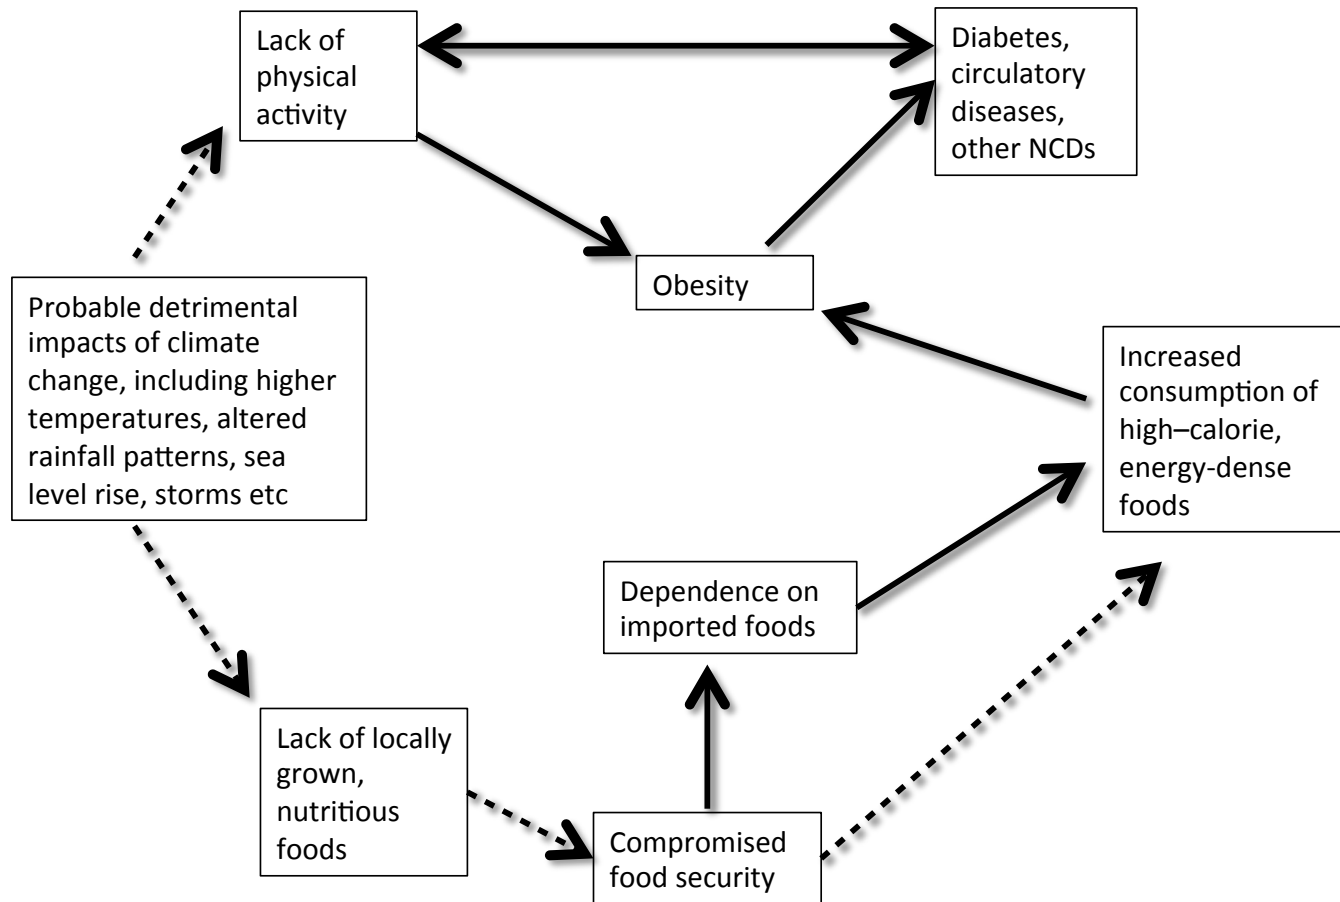 Lack of
physical
activity
Diabetes,
circulatory
diseases,
other NCDs
Obesity
Probable detrimental
impacts of climate
change, including higher
temperatures, altered
rainfall patterns, sea
level rise, storms etc
Increased
consumption of
high–calorie,
energy-dense
foods
Dependence on
imported foods
Lack of locally
grown,
nutritious
foods
Compromised
food security